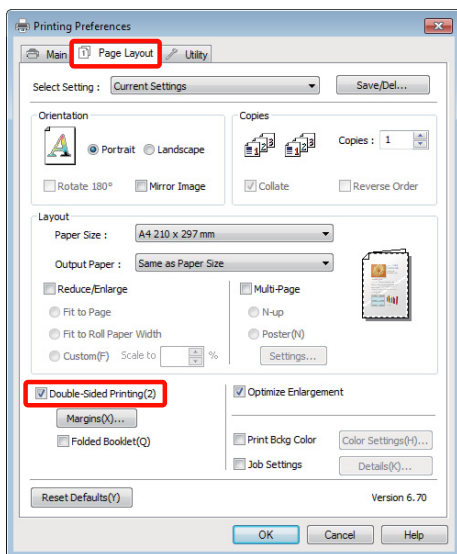 Printing Preferences
Main Page Layout Utility
Select Setting : Current Settings Save/Del...
Orientation Copies
Portrait Landscape Copies : 1
Rotate 180° Mirror Image Collate Reverse Order
Layout
Paper Size : A4 210 x 297 mm
Output Paper : Same as Paper Size
Reduce/Enlarge Multi-Page
Fit to Page N-up
Fit to Roll Paper Width Poster(N)
Custom(F) Scale to % Settings...
Double-Sided Printing(2) Optimize Enlargement
Margins(X)...
Folded Booklet(Q) Print Bckg Color Color Settings(H)...
Job Settings Details(K)...
Reset Defaults(Y) Version 6.70
OK Cancel Help